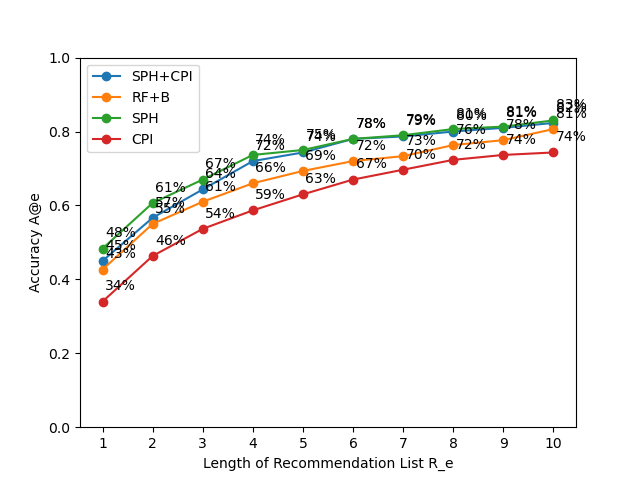 SPH+CPI
RF+B
SPH
CPI
1.0
0.8
0.6
0.4
0.2
0.0
Accuracy A@e
48% 61% 67% 74% 75% 78% 79% 81% 81% 83%
45% 57% 64% 72% 74% 78% 79% 80% 81% 82%
43% 55% 61% 66% 69% 72% 73% 76% 78% 81%
34% 46% 54% 59% 63% 67% 70% 72% 74% 74%
1 2 3 4 5 6 7 8 9 10
Length of Recommendation List R_e